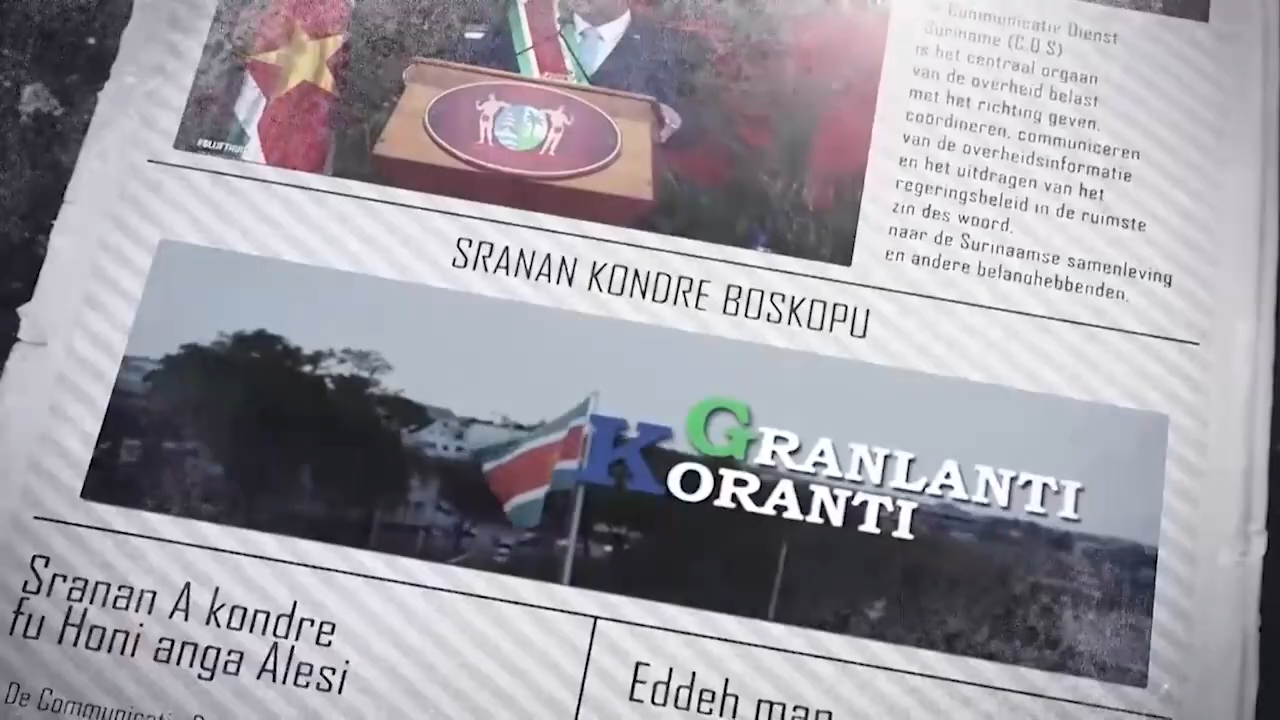 Communicatie Dienst
Suriname (C.D.S)
is het centraal orgaan
van de overheid belast
met het richting geven,
coördineren, communiceren
van de overheidsinformatie
en het uitdragen van het
regeringsbeleid in de ruimste
zin des woord,
naar de Surinaamse samenleving
en andere belanghebbenden.
SRANAN KONDRE BOSKOPU
GRANLANTI
KORANTI
Sranan A kondre
fu Honi anga Alesi
De
Eddeh man